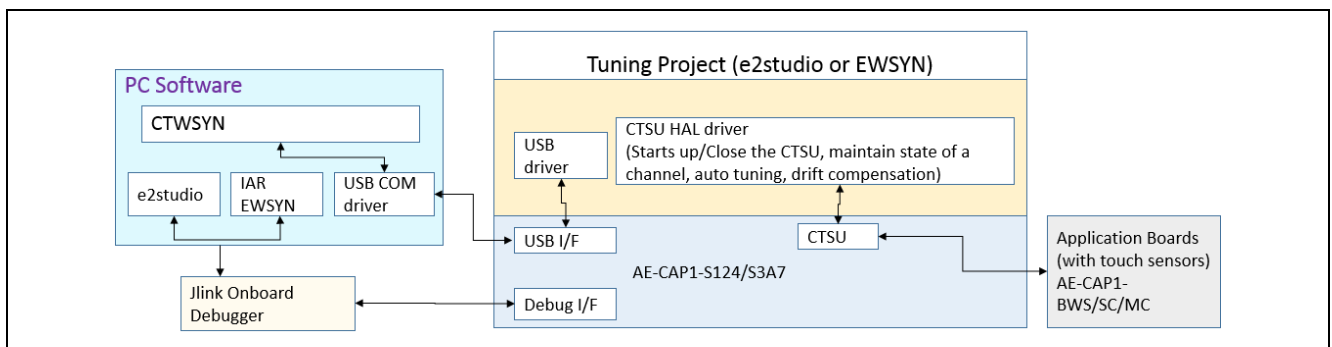 Tuning Project (e2studio or EWSYN)
PC Software
CTWSYN
e2studio
IAR
EWSYN
USB COM
driver
USB
driver
CTSU HAL driver
(Starts up/Close the CTSU, maintain state of a
channel, auto tuning, drift compensation)
USB I/F
CTSU
AE-CAP1-S124/S3A7
Debug I/F
Jlink Onboard
Debugger
Application Boards
(with touch sensors)
AE-CAP1-
BWS/SC/MC